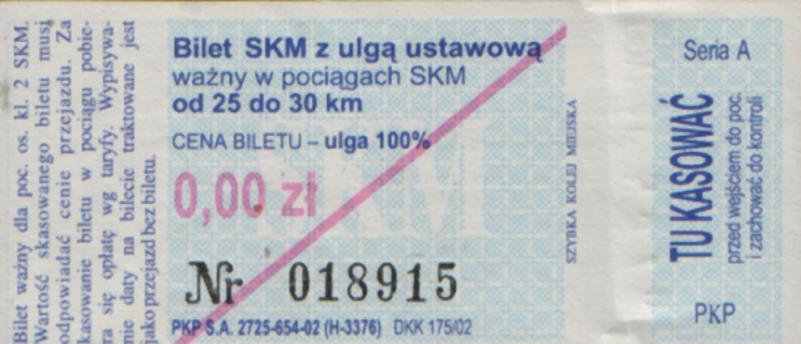 Bilet ważny dla poc. os. kl. 2 SKM.
Wartość skasowanego biletu musi
odpowiadać cenie przejazdu. Za
kasowanie biletu w pociągu pobie-
ra się opłatę wg taryfy. Wypisywa-
nie daty na bilecie traktowane jest
jako przejazd bez biletu.
Bilet SKM z ulgą ustawową
ważny w pociągach SKM
od 25 do 30 km
CENA BILETU – ulga 100%
0,00 zł
SKM
Nr 018915
PKP S.A. 2725-654-02 (H-3376) DKK 175/02
SZYBKA KOLEJ MIEJSKA
Seria A
TU KASOWAĆ
przed wejściem do poc.
i zachować do kontroli
PKP